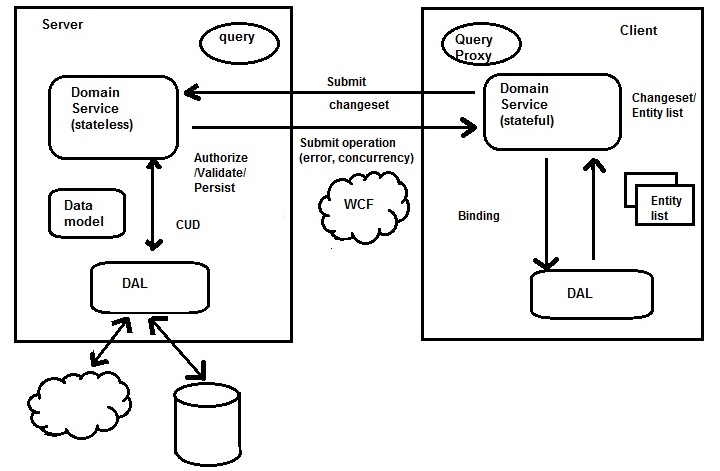 Server
query
Domain
Service
(stateless)
Authorize
/Validate/
Persist
Data
model
CUD
DAL
Submit
changeset
Submit operation
(error, concurrency)
WCF
Client
Query
Proxy
Domain
Service
(stateful)
Changeset/
Entity list
Binding
Entity
list
DAL